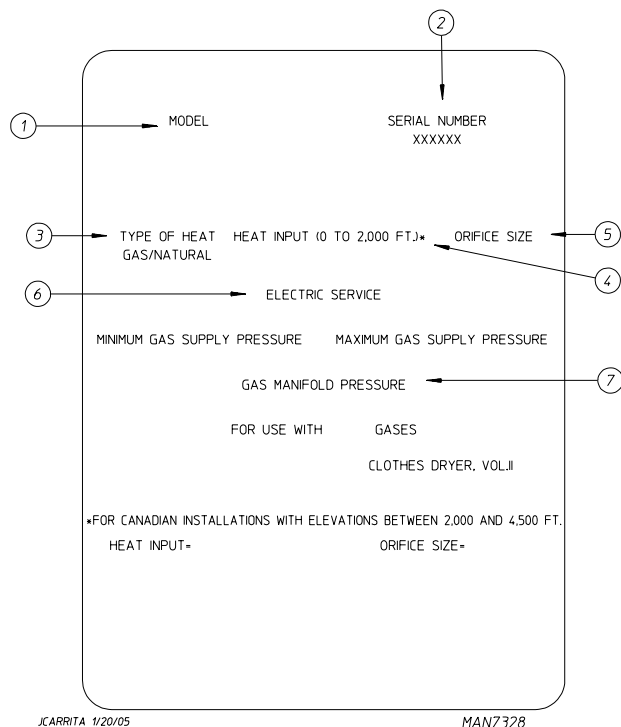 2
1
MODEL SERIAL NUMBER
XXXXXX
3 TYPE OF HEAT HEAT INPUT (0 TO 2,000 FT.)* ORIFICE SIZE 5
GAS/NATURAL
4
6 ELECTRIC SERVICE
MINIMUM GAS SUPPLY PRESSURE MAXIMUM GAS SUPPLY PRESSURE
GAS MANIFOLD PRESSURE 7
FOR USE WITH GASES
CLOTHES DRYER, VOL.II
*FOR CANADIAN INSTALLATIONS WITH ELEVATIONS BETWEEN 2,000 AND 4,500 FT.
HEAT INPUT= ORIFICE SIZE=
JCARRITA 1/20/05 MAN7328